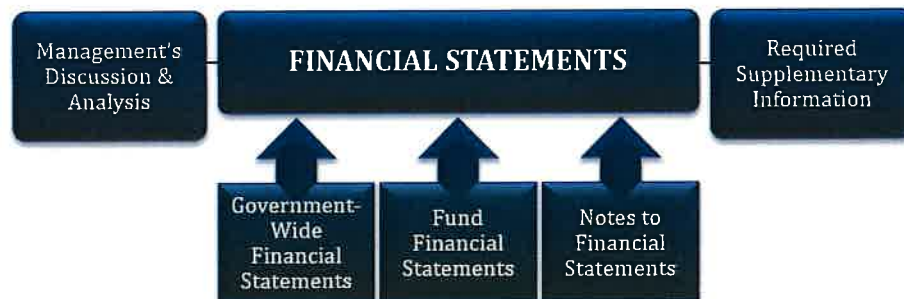 Management's
Discussion &
Analysis
FINANCIAL STATEMENTS
Required
Supplementary
Information
Government-
Wide
Financial
Statements
Fund
Financial
Statements
Notes to
Financial
Statements